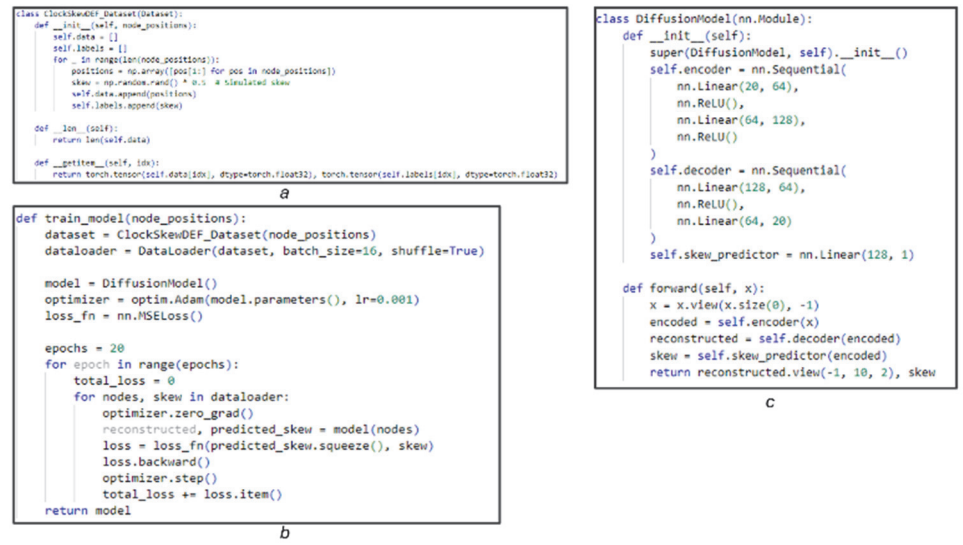 class ClockSkewDEF_Dataset(Dataset):
    def __init__(self, node_positions):
        self.data = []
        self.labels = []
        for _ in range(len(node_positions)):
            positions = np.array([pos[1:] for pos in node_positions])
            skew = np.random.rand() * 0.5  # Simulated skew
            self.data.append(positions)
            self.labels.append(skew)

    def __len__(self):
        return len(self.data)

    def __getitem__(self, idx):
        return torch.tensor(self.data[idx], dtype=torch.float32), torch.tensor(self.labels[idx], dtype=torch.float32)
a
def train_model(node_positions):
    dataset = ClockSkewDEF_Dataset(node_positions)
    dataloader = DataLoader(dataset, batch_size=16, shuffle=True)

    model = DiffusionModel()
    optimizer = optim.Adam(model.parameters(), lr=0.001)
    loss_fn = nn.MSELoss()

    epochs = 20
    for epoch in range(epochs):
        total_loss = 0
        for nodes, skew in dataloader:
            optimizer.zero_grad()
            reconstructed, predicted_skew = model(nodes)
            loss = loss_fn(predicted_skew.squeeze(), skew)
            loss.backward()
            optimizer.step()
            total_loss += loss.item()
    return model
b
class DiffusionModel(nn.Module):
    def __init__(self):
        super(DiffusionModel, self).__init__()
        self.encoder = nn.Sequential(
            nn.Linear(20, 64),
            nn.ReLU(),
            nn.Linear(64, 128),
            nn.ReLU()
        )
        self.decoder = nn.Sequential(
            nn.Linear(128, 64),
            nn.ReLU(),
            nn.Linear(64, 20)
        )
        self.skew_predictor = nn.Linear(128, 1)

    def forward(self, x):
        x = x.view(x.size(0), -1)
        encoded = self.encoder(x)
        reconstructed = self.decoder(encoded)
        skew = self.skew_predictor(encoded)
        return reconstructed.view(-1, 10, 2), skew
c